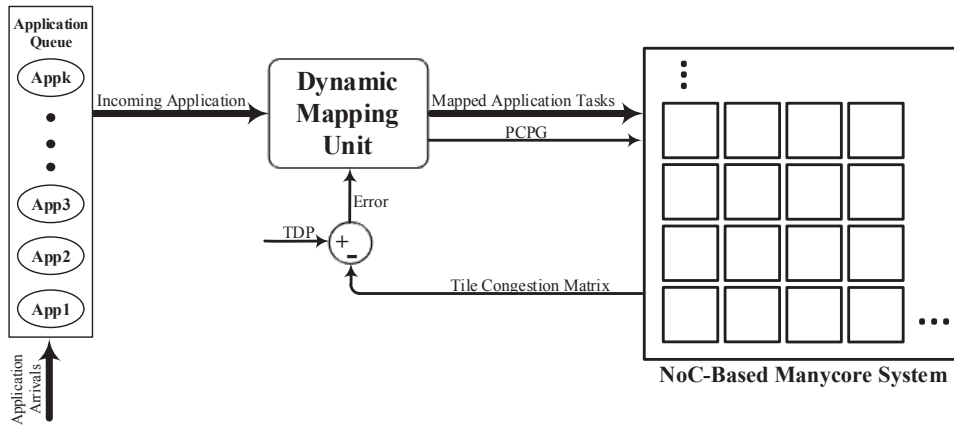 Application
Queue
Appk
App3
App2
App1
Application
Arrivals
Incoming Application
Dynamic
Mapping
Unit
Mapped Application Tasks
PCPG
Error
TDP
+
-
Tile Congestion Matrix
NoC-Based Manycore System